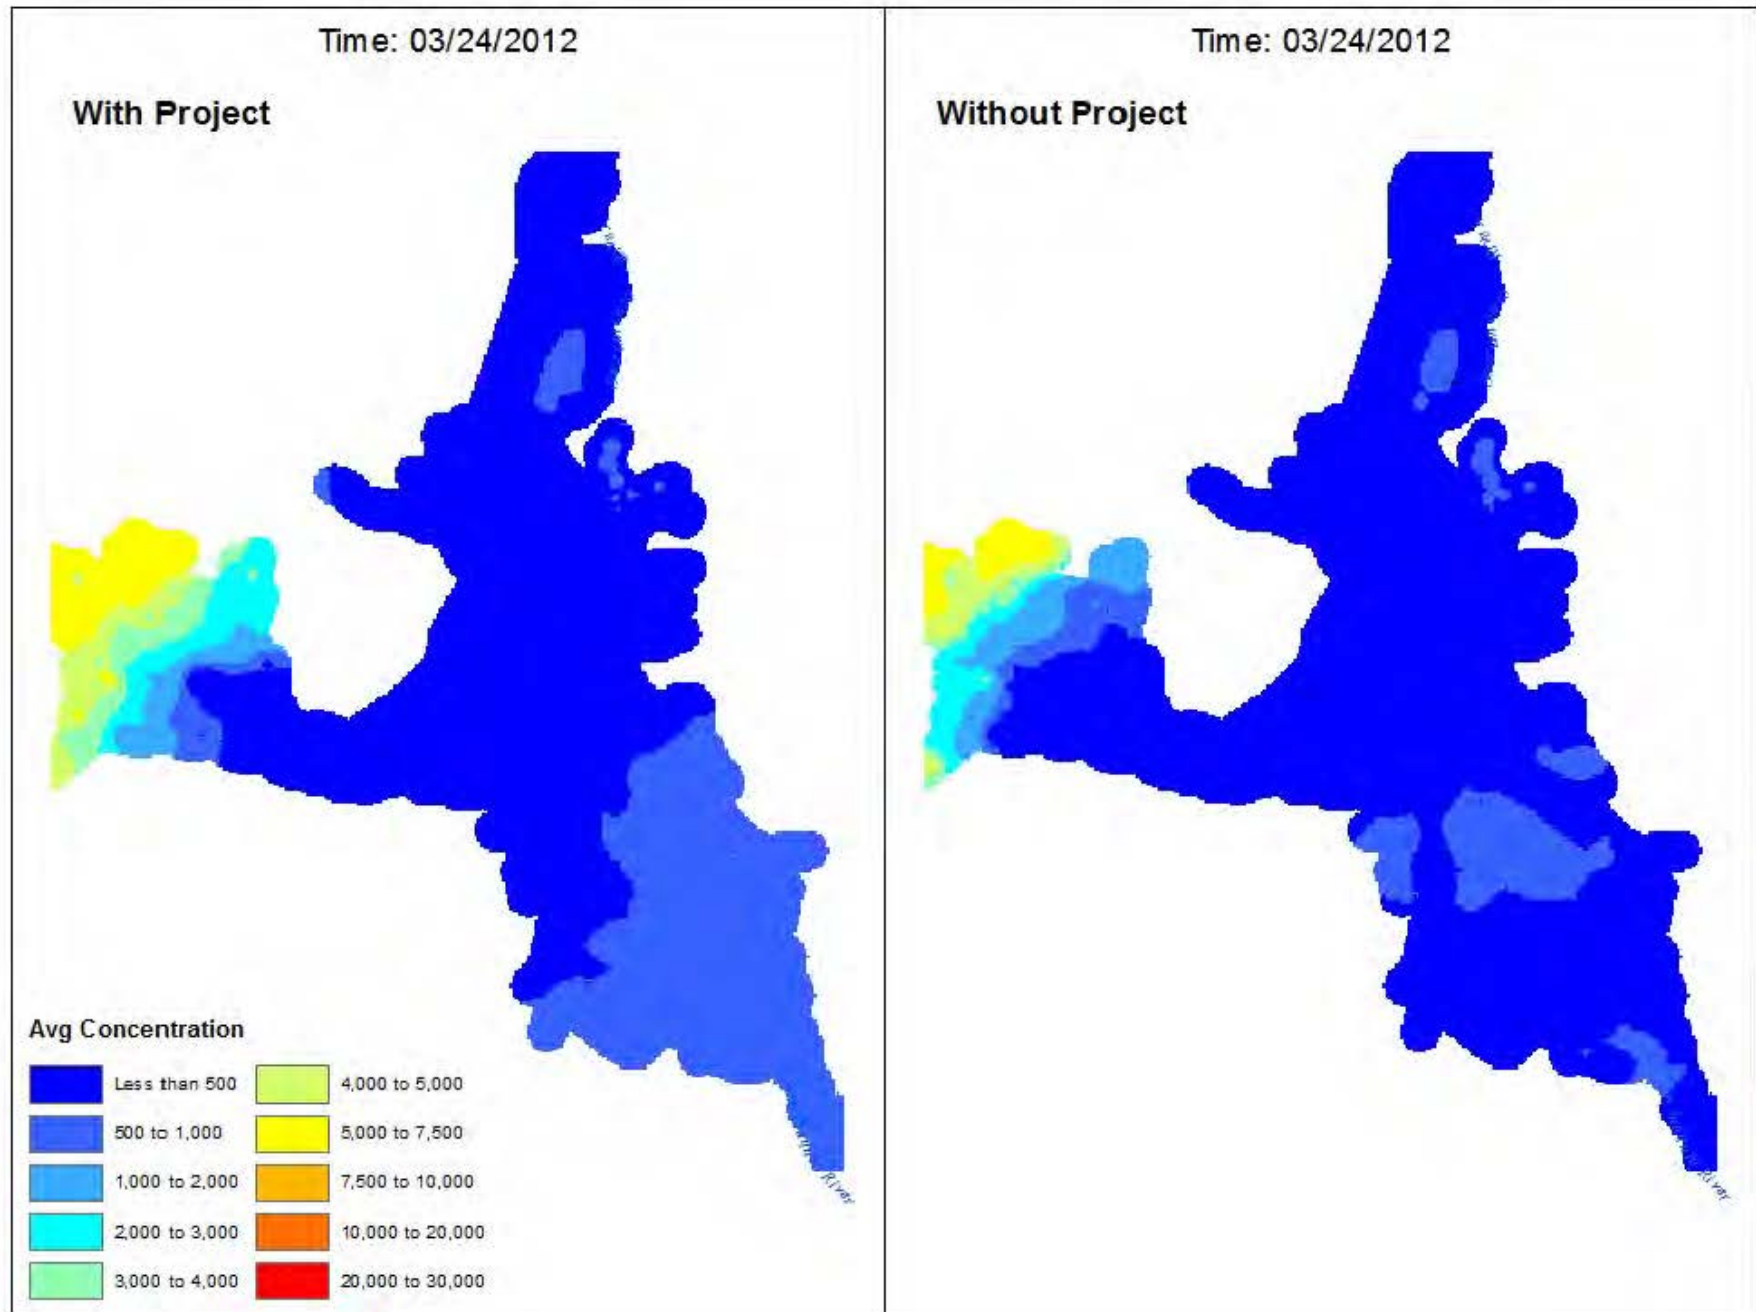 Time: 03/24/2012
With Project
Time: 03/24/2012
Without Project
River
River
Avg Concentration
Less than 500
500 to 1,000
1,000 to 2,000
2,000 to 3,000
3,000 to 4,000
4,000 to 5,000
5,000 to 7,500
7,500 to 10,000
10,000 to 20,000
20,000 to 30,000